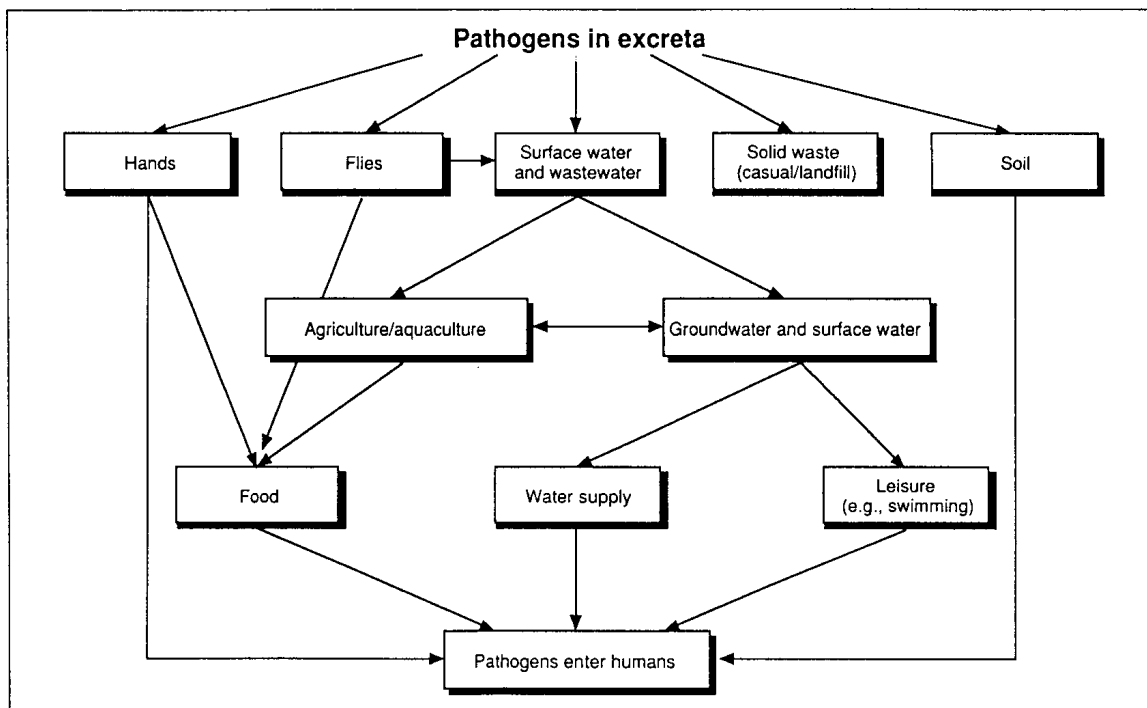 Pathogens in excreta
Hands
Flies
Surface water
and wastewater
Solid waste
(casual/landfill)
Soil
Agriculture/aquaculture
Groundwater and surface water
Food
Water supply
Leisure
(e.g., swimming)
Pathogens enter humans